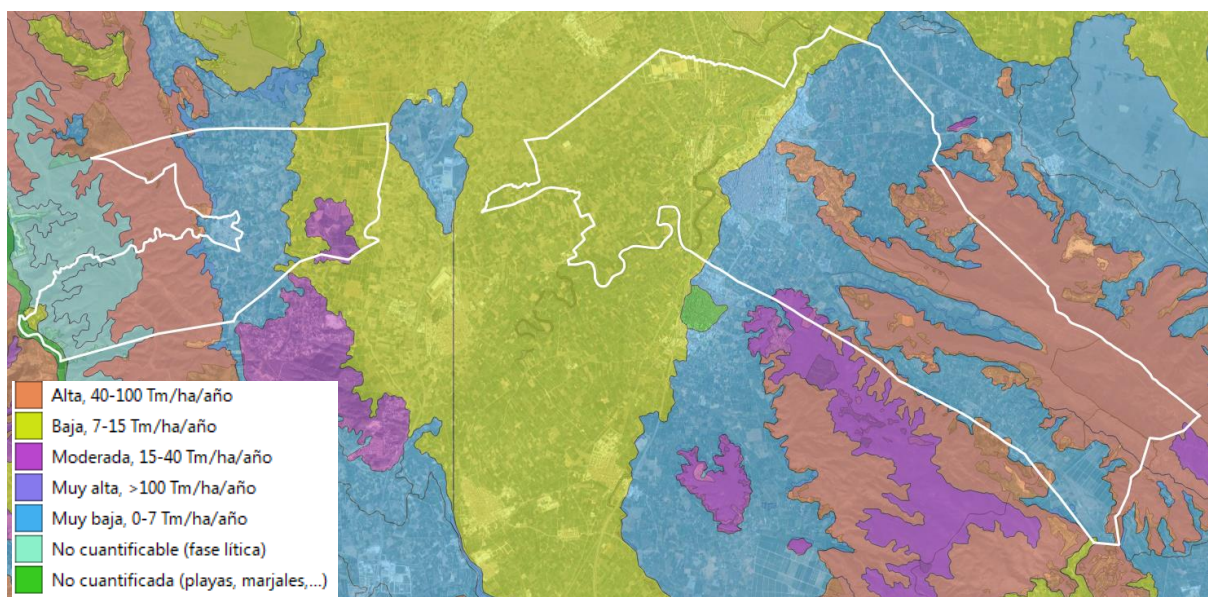 Alta, 40-100 Tm/ha/año
Baja, 7-15 Tm/ha/año
Moderada, 15-40 Tm/ha/año
Muy alta, >100 Tm/ha/año
Muy baja, 0-7 Tm/ha/año
No cuantificable (fase lítica)
No cuantificada (playas, marjales,...)